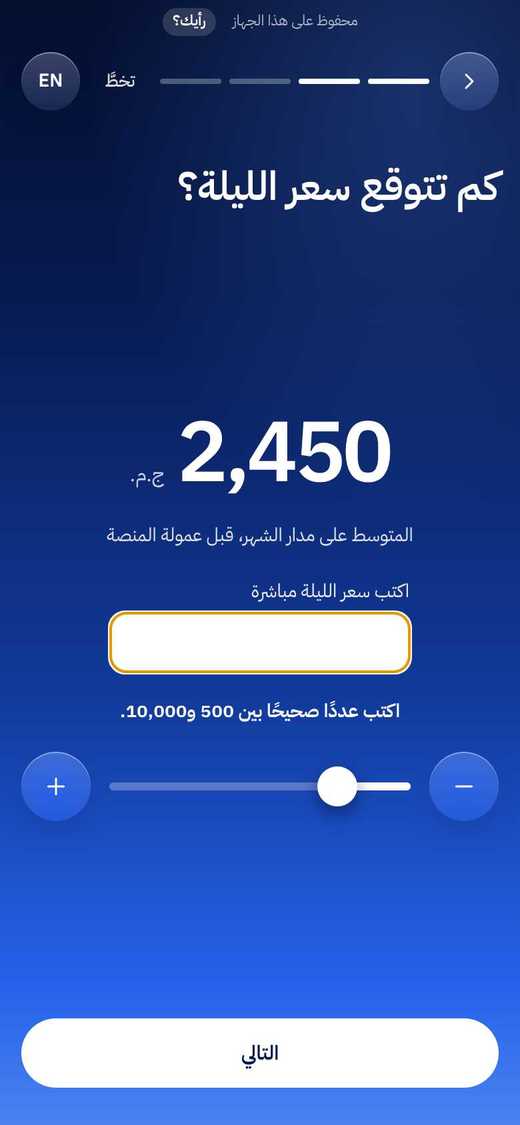 محفوظ على هذا الجهاز رأيك؟
تخطَّ EN
كم تتوقع سعر الليلة؟
2,450 ج.م.
المتوسط على مدار الشهر، قبل عمولة المنصة
اكتب سعر الليلة مباشرة
اكتب عددًا صحيحًا بين 500 و10,000.
التالي